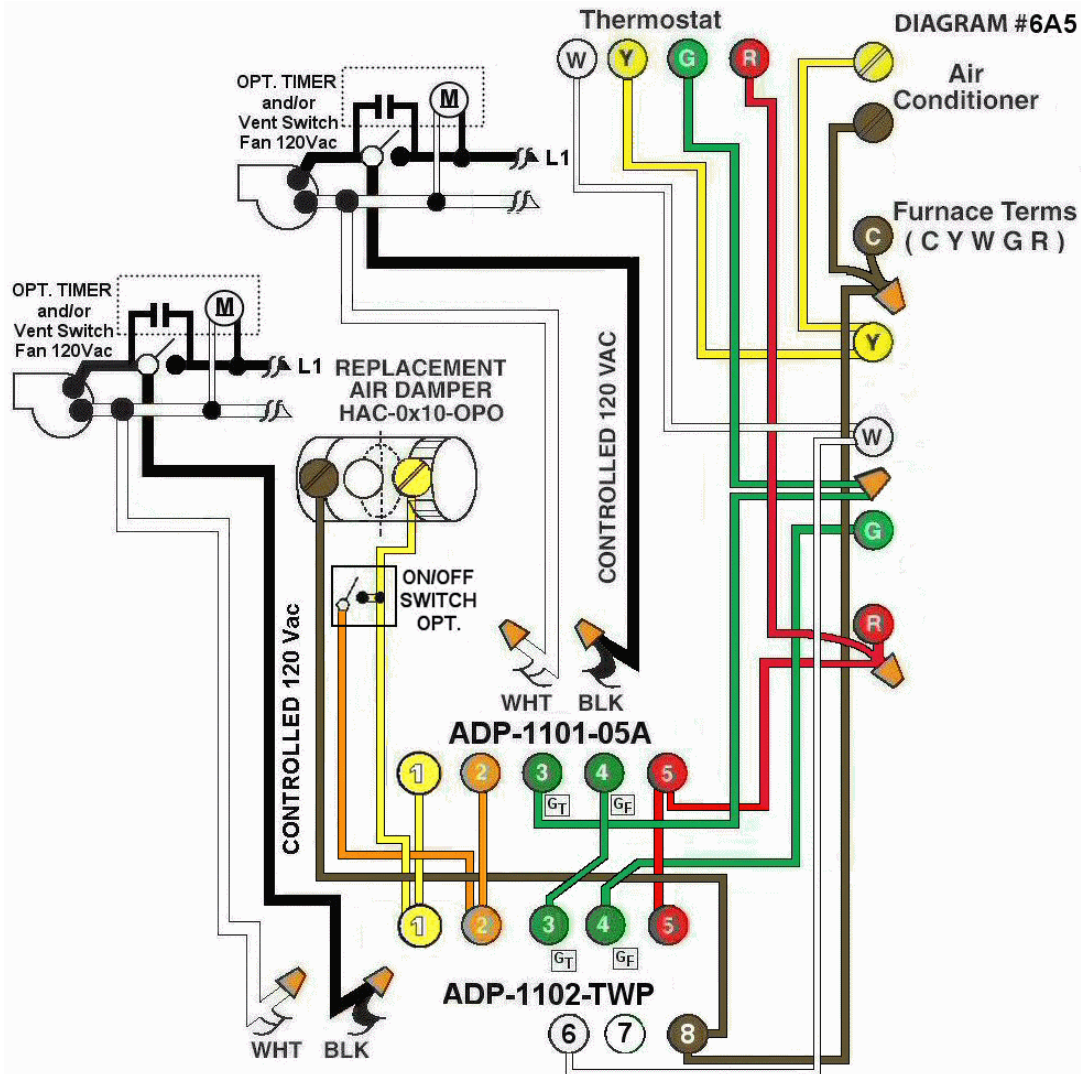 Thermostat
DIAGRAM #6A5
W Y G R
Air
Conditioner
OPT. TIMER
and/or
Vent Switch
Fan 120Vac
M
L1
Furnace Terms
( C Y W G R )
C
OPT. TIMER
and/or
Vent Switch
Fan 120Vac
M
L1
Y
REPLACEMENT
AIR DAMPER
HAC-0x10-OPO
CONTROLLED 120 VAC
W
G
ON/OFF
SWITCH
OPT.
R
CONTROLLED 120 Vac
WHT BLK
ADP-1101-05A
1 2 3 4 5
GT GF
1 2 3 4 5
GT GF
ADP-1102-TWP
6 7 8
WHT BLK